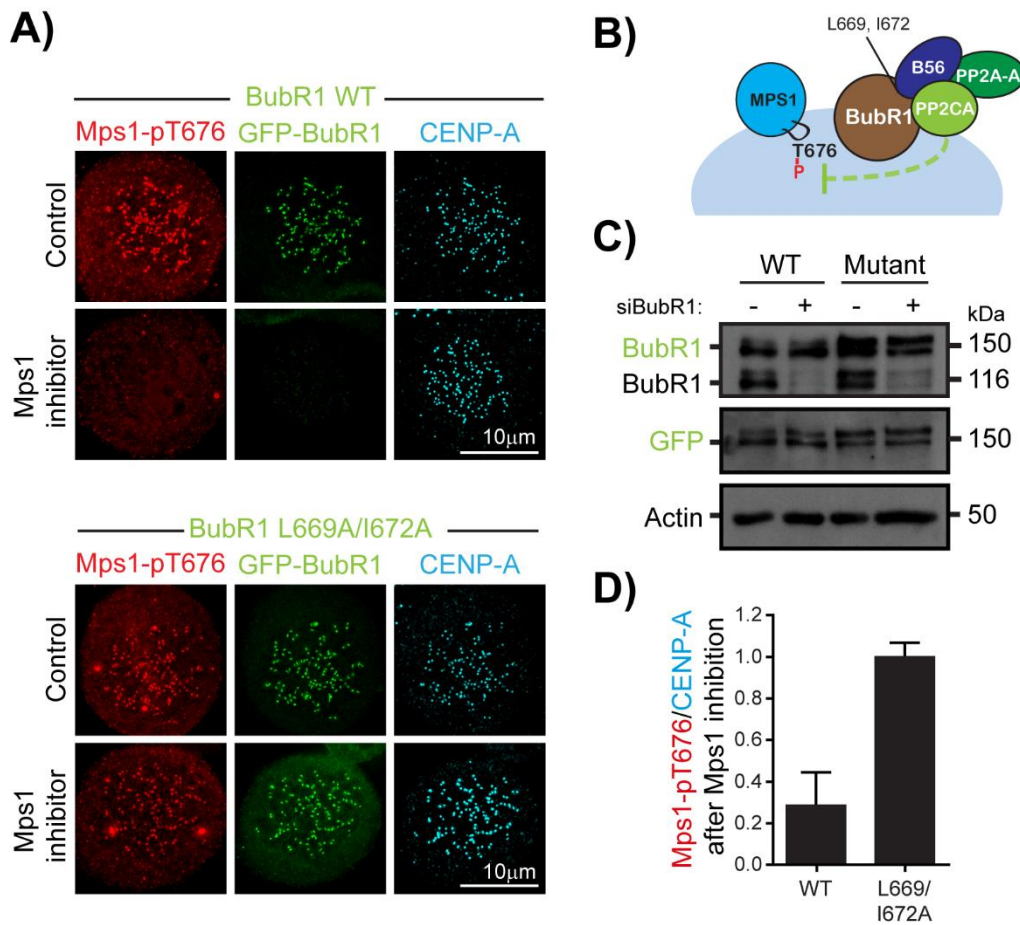 A)
BubR1 WT
Mps1-pT676 GFP-BubR1 CENP-A
Control
Mps1
inhibitor
10μm
BubR1 L669A/I672A
Mps1-pT676 GFP-BubR1 CENP-A
Control
Mps1
inhibitor
10μm
B)
L669, I672
B56
PP2A-A
MPS1
BubR1
PP2CA
T676
P
C)
WT Mutant
siBubR1: - + - + kDa
BubR1 150
BubR1 116
GFP 150
Actin 50
D)
Mps1-pT676/CENP-A
after Mps1 inhibition
1.2
1.0
0.8
0.6
0.4
0.2
0.0
WT L669/
I672A